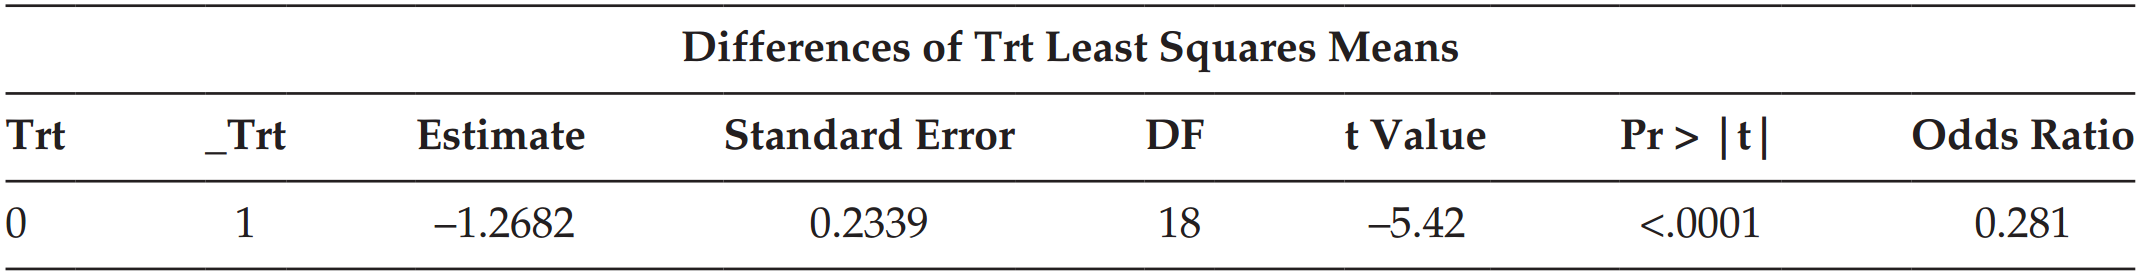 Differences of Trt Least Squares Means
Trt _Trt Estimate Standard Error DF t Value Pr > |t| Odds Ratio
0 1 –1.2682 0.2339 18 –5.42 <.0001 0.281